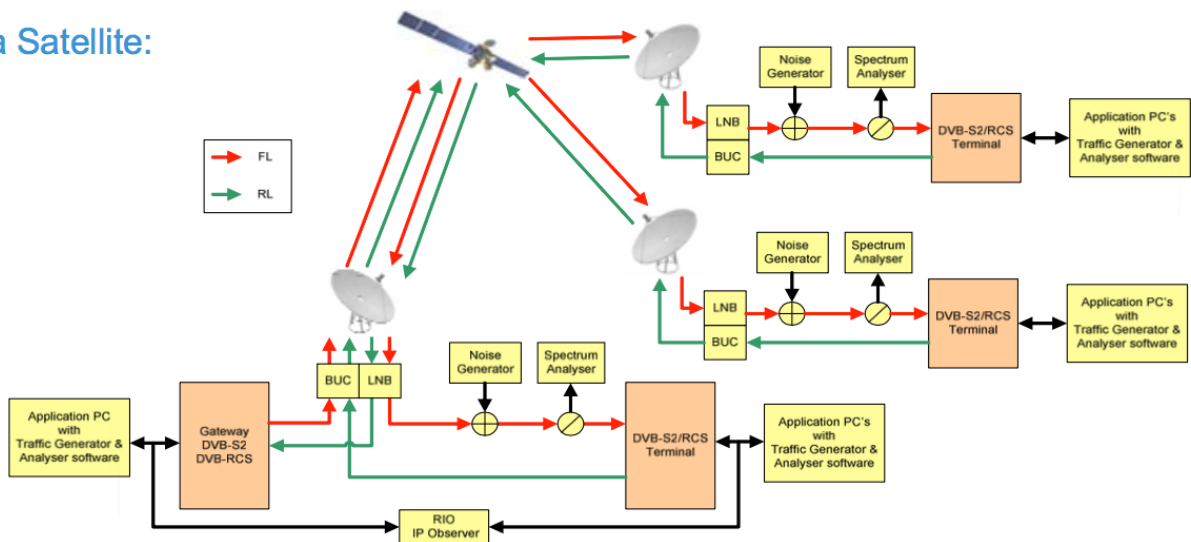 a Satellite:
FL
RL
Noise
Generator
Spectrum
Analyser
LNB
BUC
DVB-S2/RCS
Terminal
Application PC's
with
Traffic Generator &
Analyser software
Noise
Generator
Spectrum
Analyser
LNB
BUC
DVB-S2/RCS
Terminal
Application PC's
with
Traffic Generator &
Analyser software
BUC
LNB
Noise
Generator
Spectrum
Analyser
Application PC
with
Traffic Generator &
Analyser software
Gateway
DVB-S2
DVB-RCS
DVB-S2/RCS
Terminal
Application PC's
with
Traffic Generator &
Analyser software
RIO
IP Observer